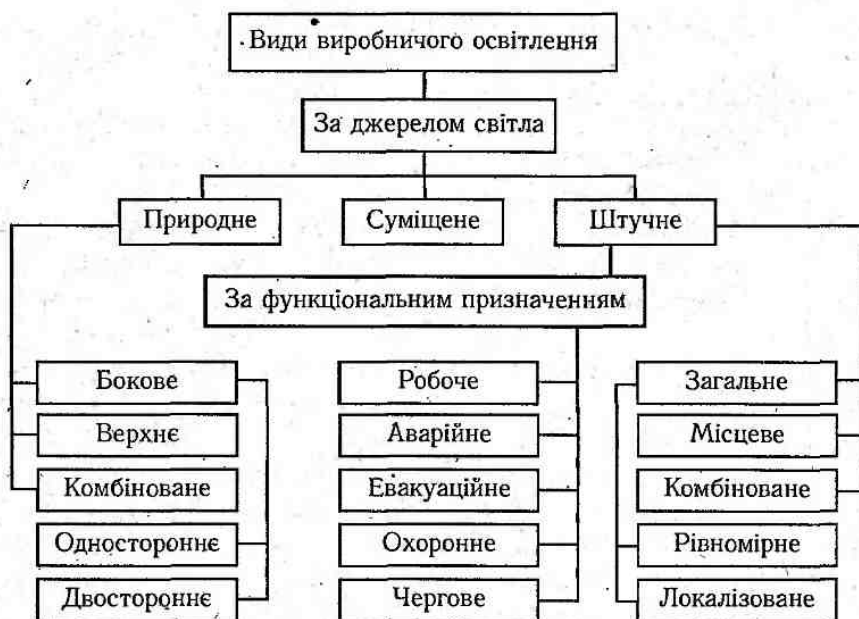 Види виробничого освітлення
За джерелом світла
Природне
Суміщене
Штучне
За функціональним призначенням
Бокове
Робоче
Загальне
Верхнє
Аварійне
Місцеве
Комбіноване
Евакуаційне
Комбіноване
Одностороннє
Охоронне
Рівномірне
Двостороннє
Чергове
Локалізоване